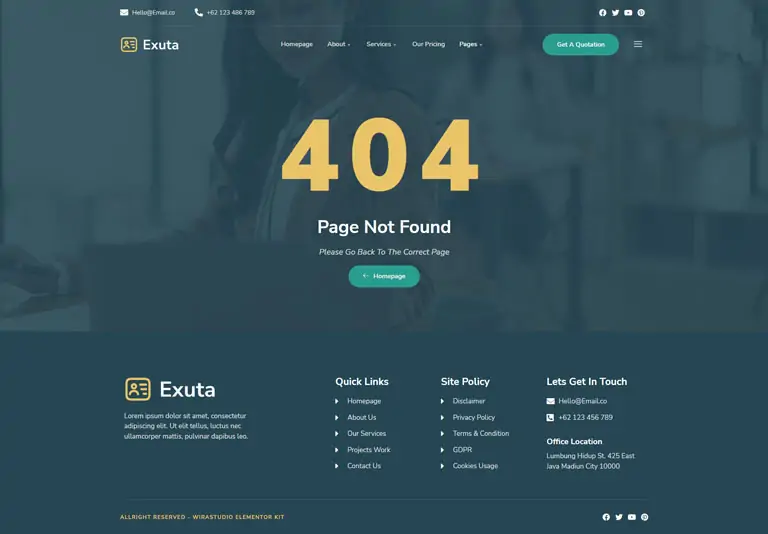 Hello@Email.co
+62 123 486 789
Exuta
Homepage
About
Services
Our Pricing
Pages
Get A Quotation
404
Page Not Found
Please Go Back To The Correct Page
Homepage
Exuta
Lorem ipsum dolor sit amet, consectetur
adipiscing elit. Ut elit tellus, luctus nec
ullamcorper mattis, pulvinar dapibus leo.
Quick Links
Homepage
About Us
Our Services
Projects Work
Contact Us
Site Policy
Disclaimer
Privacy Policy
Terms & Condition
GDPR
Cookies Usage
Lets Get In Touch
Hello@Email.co
+62 123 456 789
Office Location
Lumbung Hidup St. 425 East
Java Madiun City 10000
ALLRIGHT RESERVED - WIRASTUDIO ELEMENTOR KIT